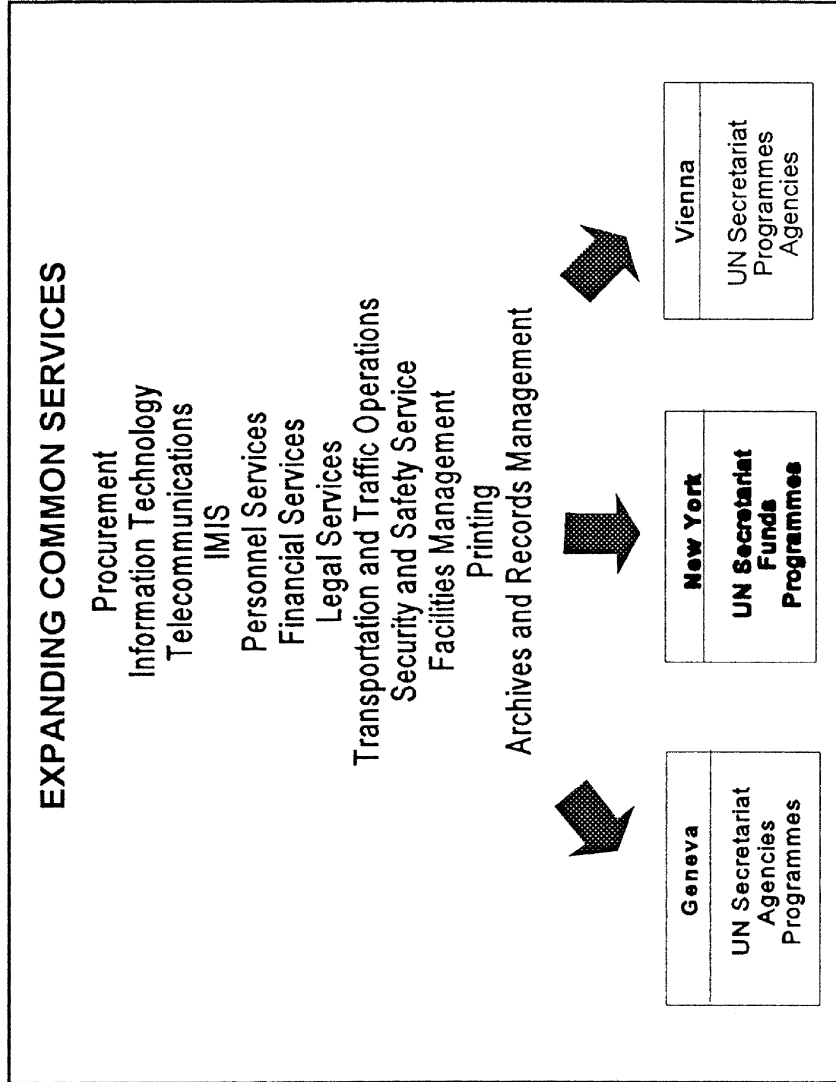 EXPANDING COMMON SERVICES
Procurement
Information Technology
Telecommunications
IMIS
Personnel Services
Financial Services
Legal Services
Transportation and Traffic Operations
Security and Safety Service
Facilities Management
Printing
Archives and Records Management
Geneva
UN Secretariat
Agencies
Programmes
New York
UN Secretariat
Funds
Programmes
Vienna
UN Secretariat
Programmes
Agencies